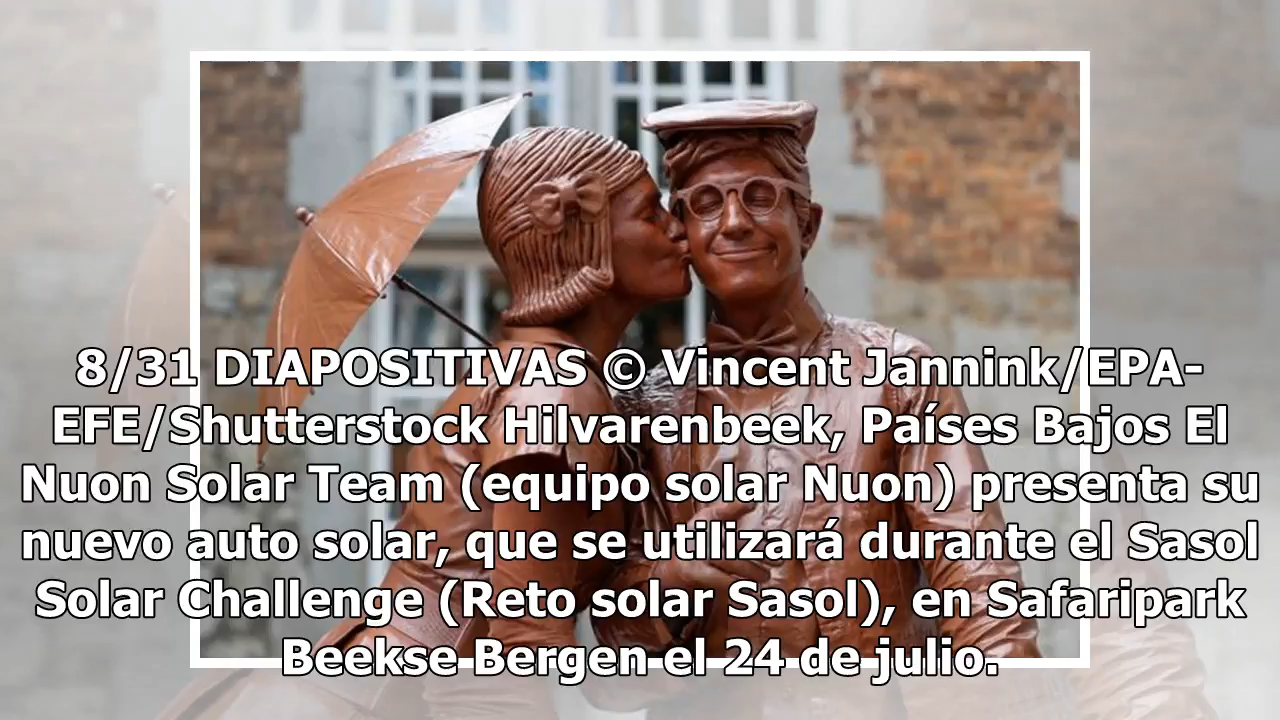 8/31 DIAPOSITIVAS © Vincent Jannink/EPA-
EFE/Shutterstock Hilvarenbeek, Países Bajos El
Nuon Solar Team (equipo solar Nuon) presenta su
nuevo auto solar, que se utilizará durante el Sasol
Solar Challenge (Reto solar Sasol), en Safaripark
Beekse Bergen el 24 de julio.